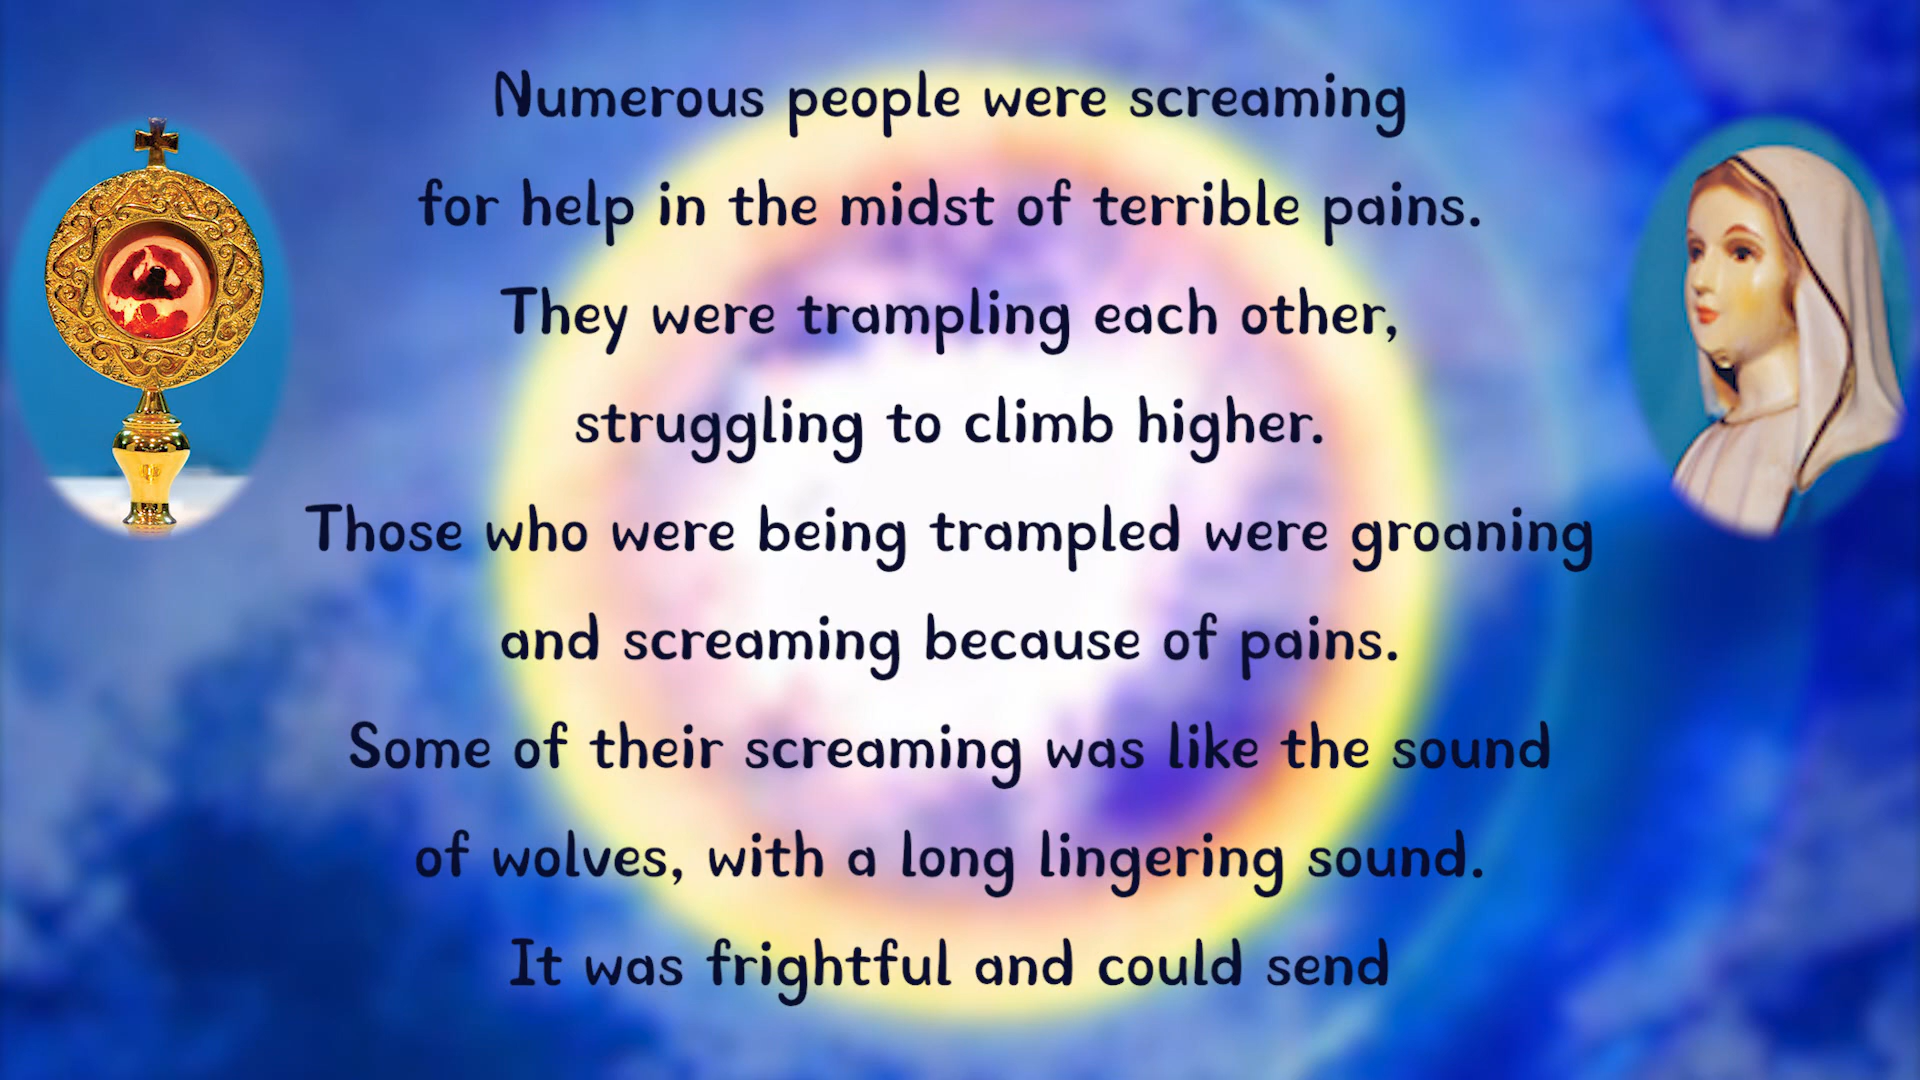 Numerous people were screaming
for help in the midst of terrible pains.
They were trampling each other,
struggling to climb higher.
Those who were being trampled were groaning
and screaming because of pains.
Some of their screaming was like the sound
of wolves, with a long lingering sound.
It was frightful and could send